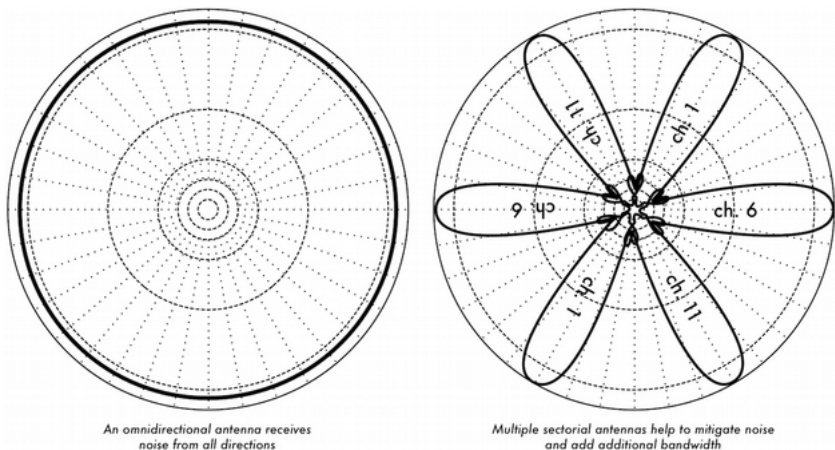 ch. 11
ch. 1
ch. 6
ch. 6
ch. 1
ch. 11
An omnidirectional antenna receives
noise from all directions
Multiple sectorial antennas help to mitigate noise
and add additional bandwidth